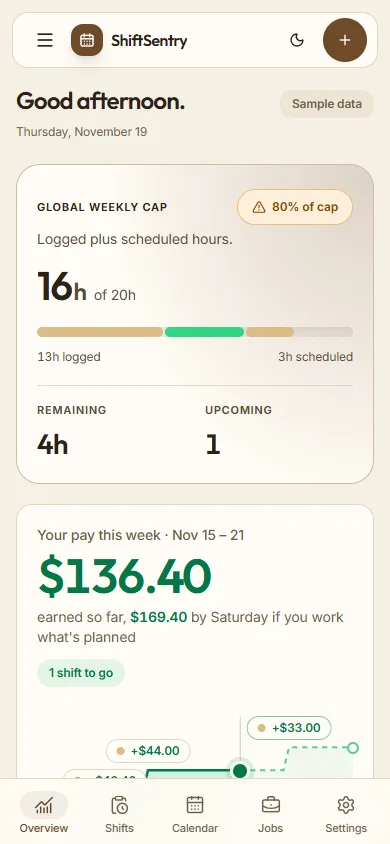 ShiftSentry
Good afternoon.
Sample data
Thursday, November 19
GLOBAL WEEKLY CAP
80% of cap
Logged plus scheduled hours.
16h of 20h
13h logged
3h scheduled
REMAINING
UPCOMING
4h
1
Your pay this week · Nov 15 – 21
$136.40
earned so far, $169.40 by Saturday if you work
what's planned
1 shift to go
+$33.00
+$44.00
Overview
Shifts
Calendar
Jobs
Settings